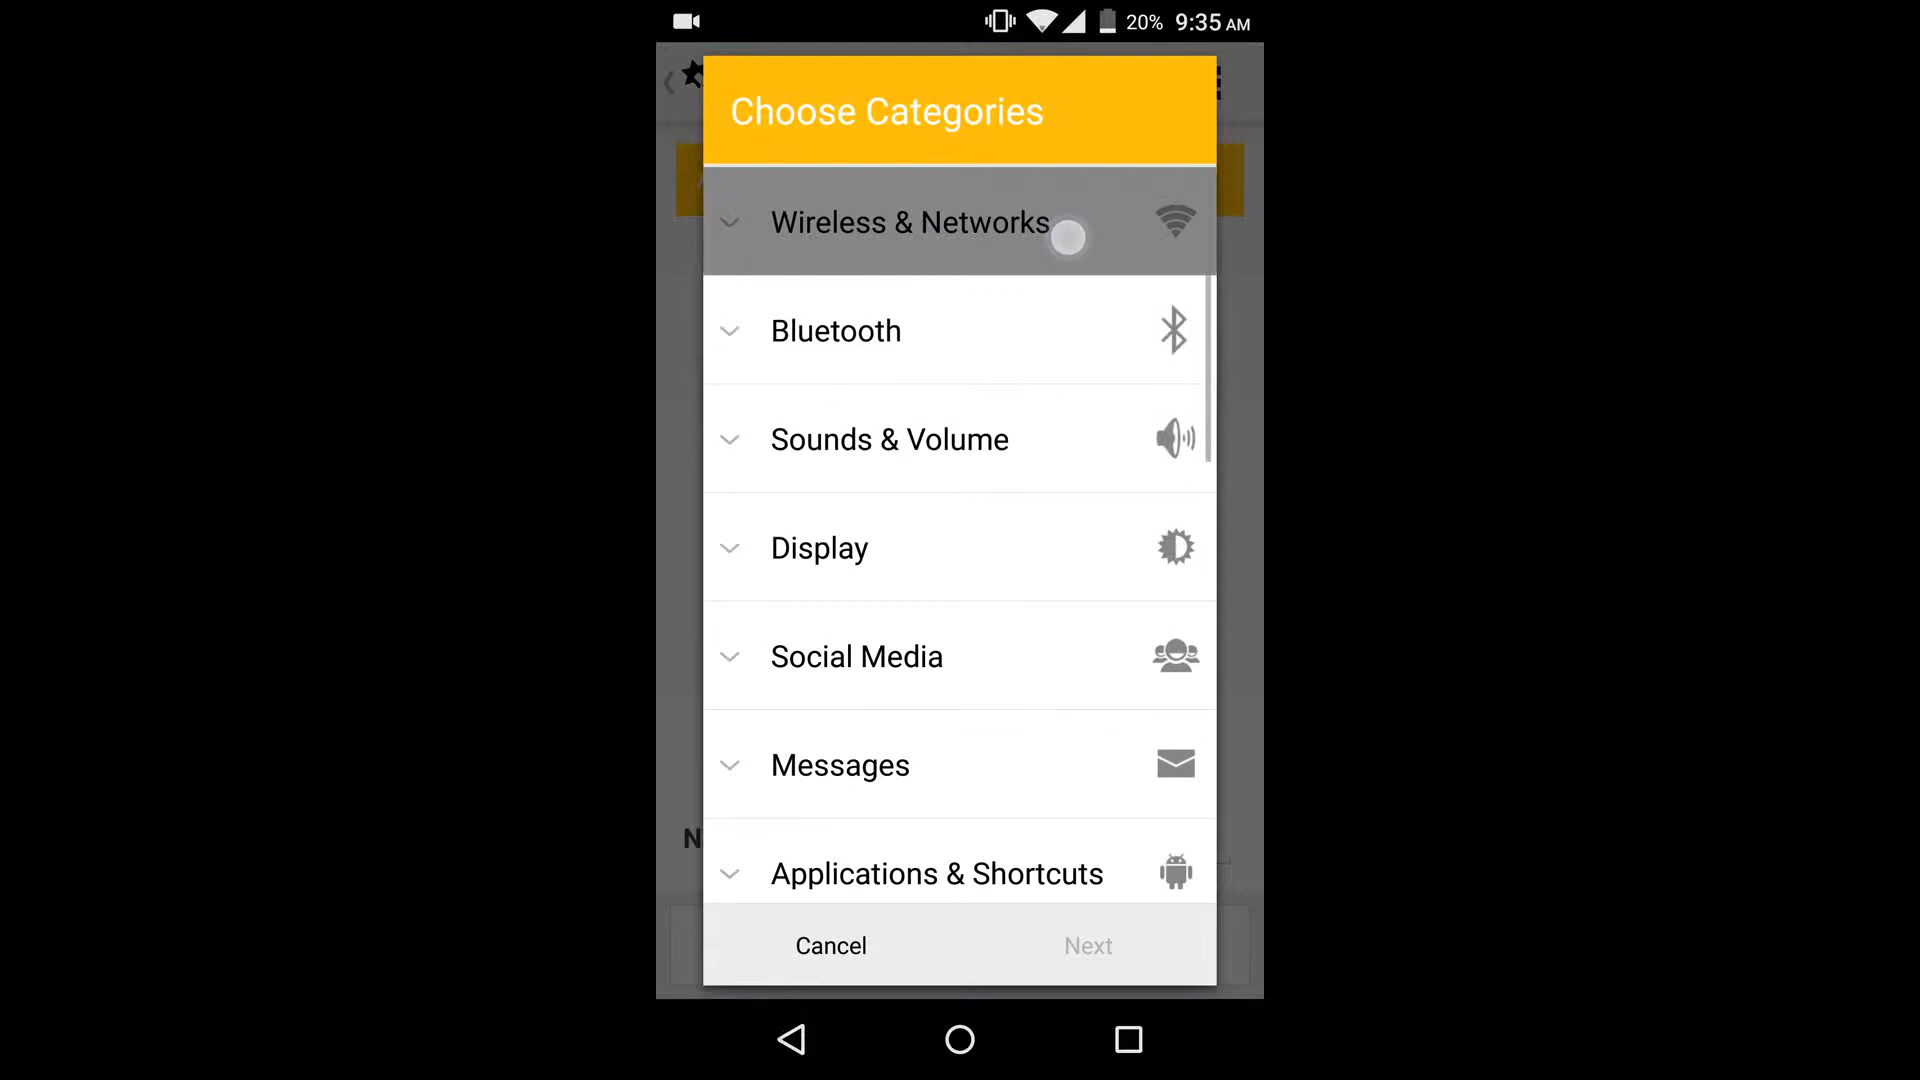 20% 9:35 AM
Choose Categories
Wireless & Networks
Bluetooth
Sounds & Volume
Display
Social Media
Messages
Applications & Shortcuts
N
Cancel Next